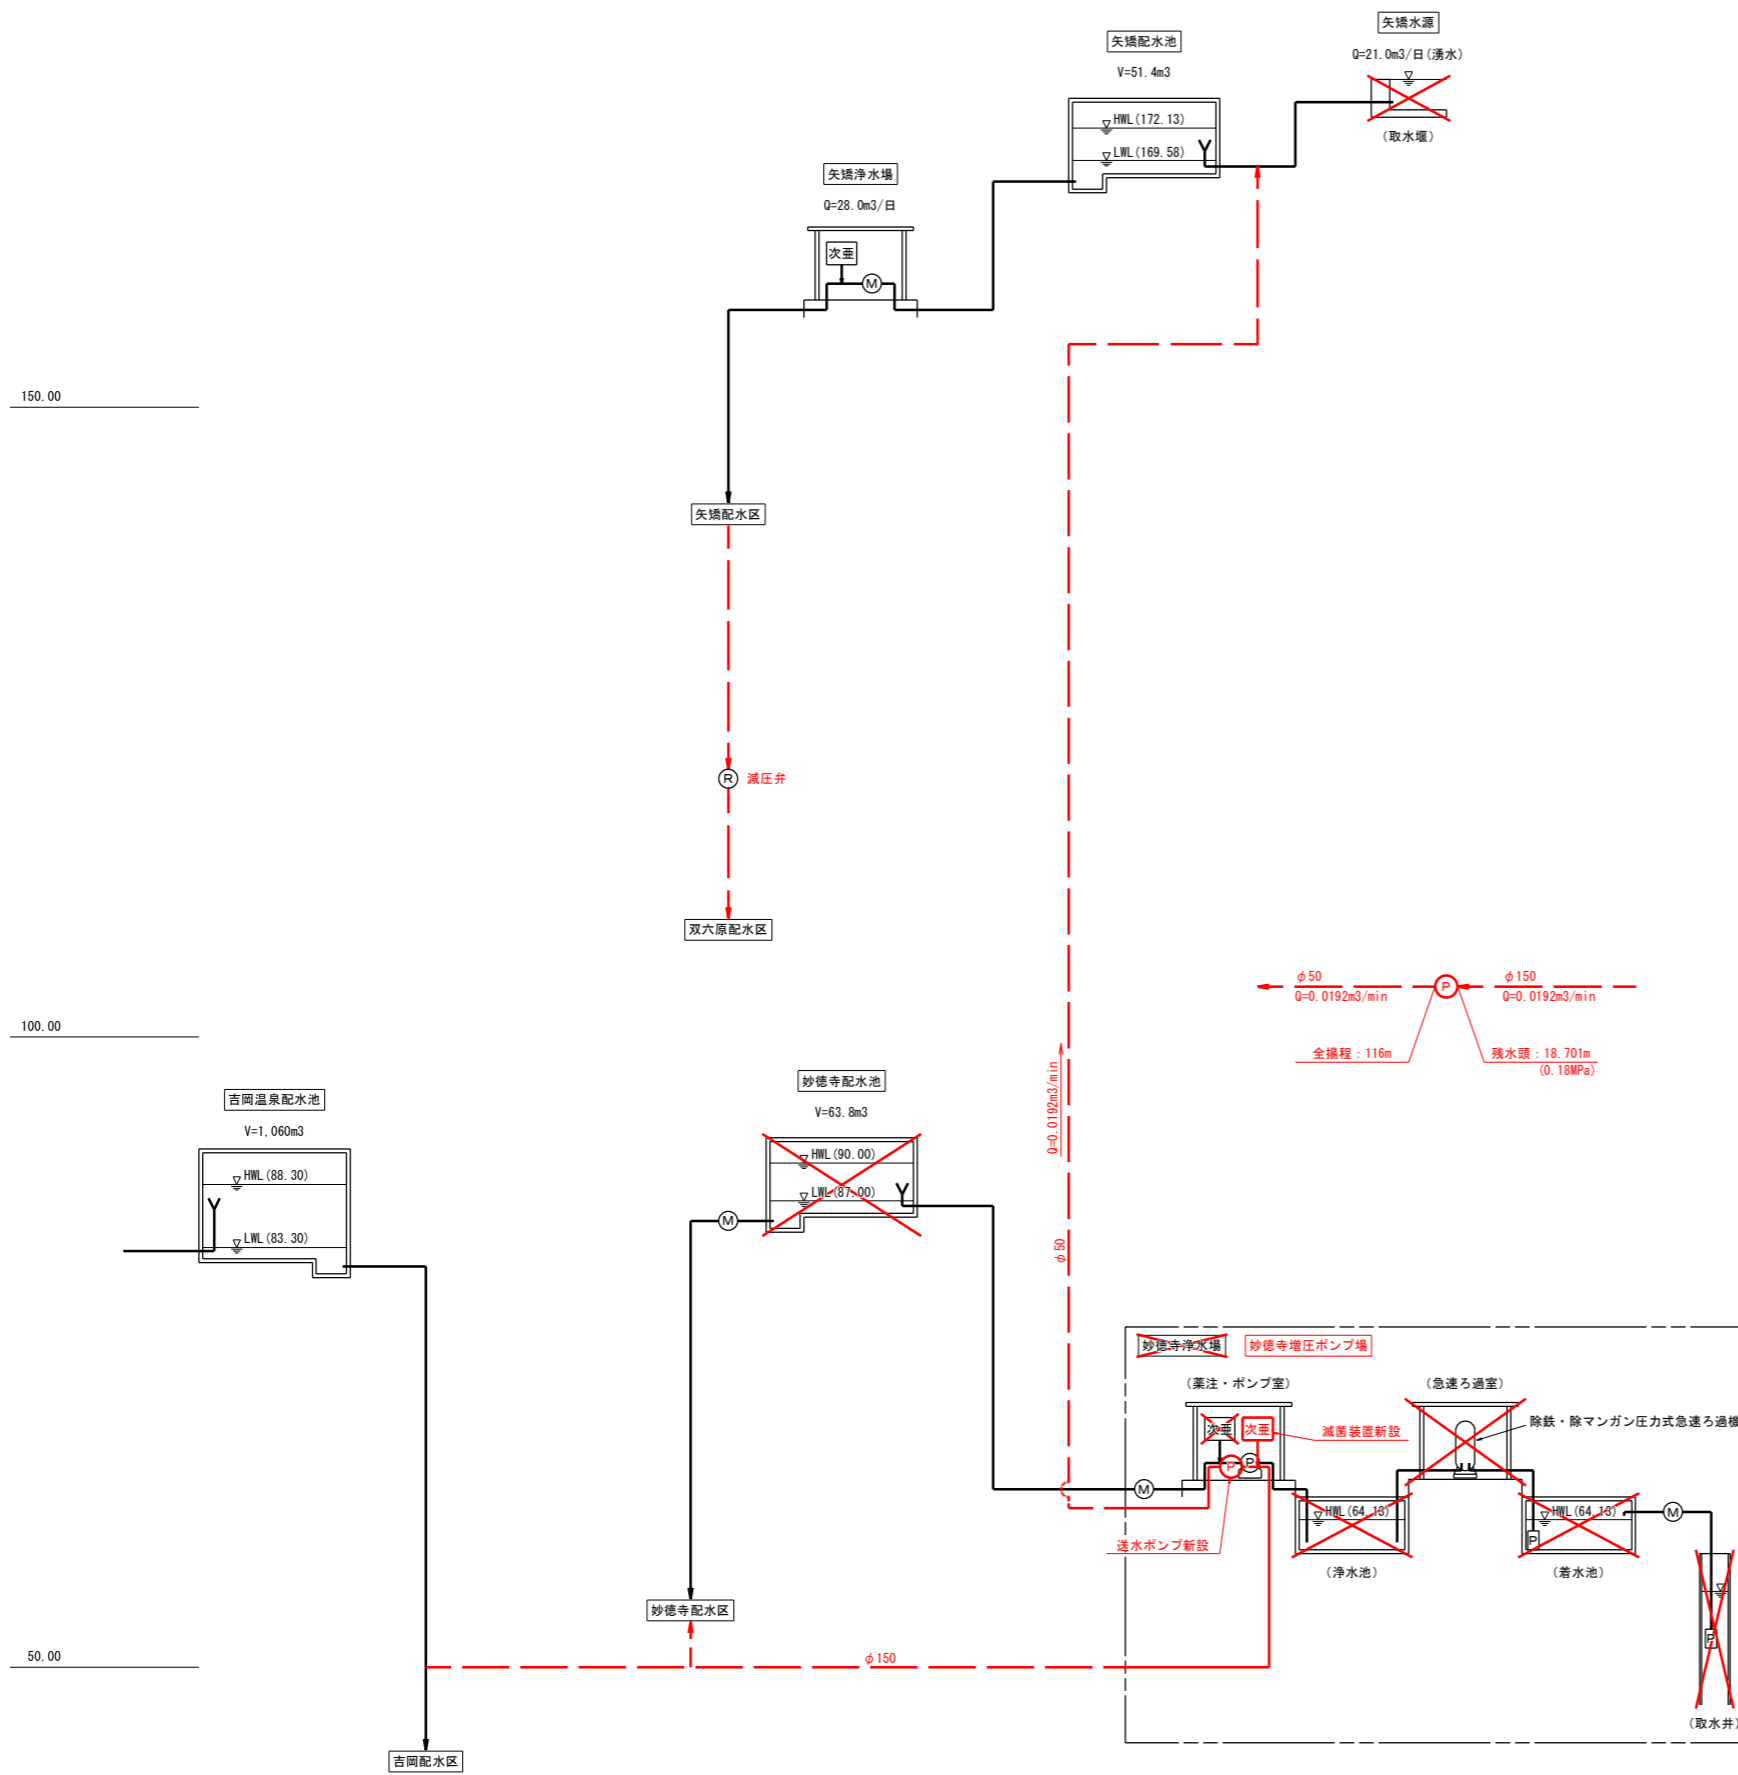 矢矯水源
Q=21.0m3/日(湧水)
(取水堰)
矢矯配水池
V=51.4m3
HWL(172.13)
LWL(169.58)
矢矯浄水場
Q=28.0m3/日
次亜
M
150.00
矢矯配水区
R 減圧弁
双六原配水区
φ50
Q=0.0192m3/min
P
φ150
Q=0.0192m3/min
全揚程：116m
残水頭：18.701m
(0.18MPa)
100.00
吉岡温泉配水池
V=1,060m3
HWL(88.30)
LWL(83.30)
妙徳寺配水池
V=63.8m3
HWL(90.00)
LWL(87.00)
M
Q=0.0192m3/min
φ50
妙徳寺浄水場
妙徳寺増圧ポンプ場
(薬注・ポンプ室)
(急速ろ過室)
次亜
次亜
滅菌装置新設
除鉄・除マンガン圧力式急速ろ過機
P
P
M
送水ポンプ新設
HWL(64.13)
(浄水池)
HWL(64.13)
P
(着水池)
M
P
(取水井)
妙徳寺配水区
50.00
φ150
吉岡配水区